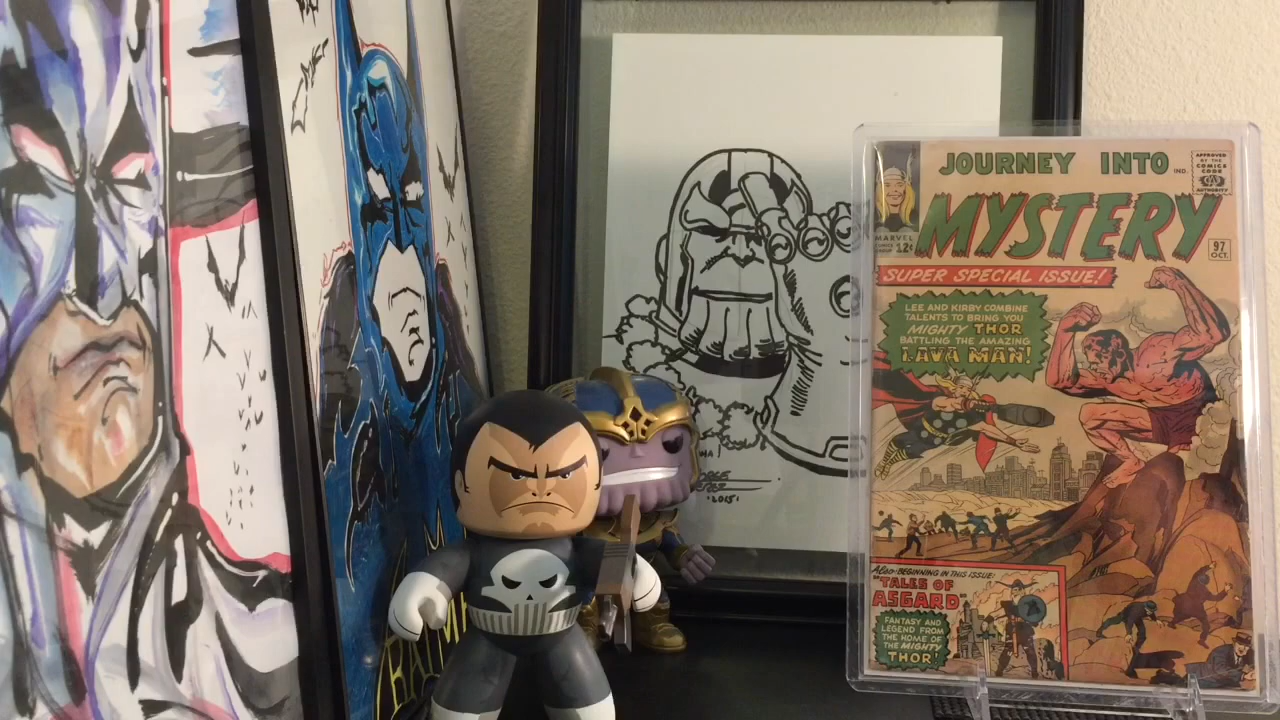 JOURNEY INTO
IND.
MYSTERY
APPROVED
BY THE
COMICS
CODE
AUTHORITY
MARVEL
12¢
97
OCT.
SUPER SPECIAL ISSUE!
LEE AND KIRBY COMBINE
TALENTS TO BRING YOU
MIGHTY THOR
BATTLING THE AMAZING
LAVA MAN!
Also: BEGINNING IN THIS ISSUE:
"TALES OF
ASGARD"
FANTASY AND
LEGEND FROM
THE HOME OF
THE MIGHTY
THOR!
2015